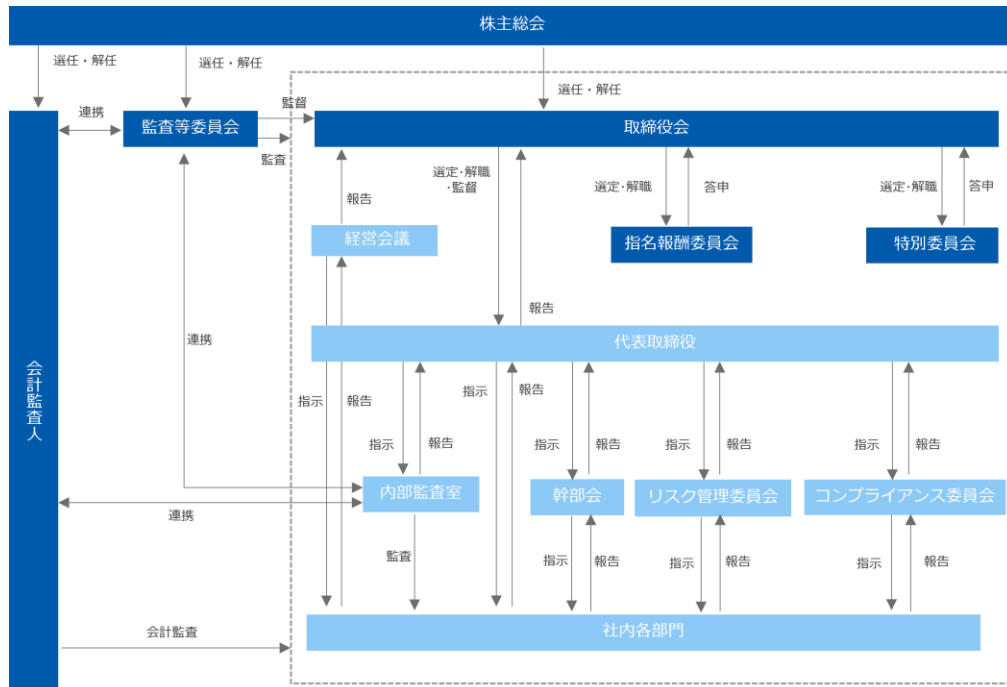 株主総会
選任・解任
選任・解任
選任・解任
連携
監査等委員会
監督
監査
取締役会
選定・解職
・監督
選定・解職
答申
選定・解職
答申
報告
経営会議
指名報酬委員会
特別委員会
報告
連携
代表取締役
会計監査人
指示
報告
指示
報告
指示
報告
指示
報告
指示
報告
指示
報告
内部監査室
幹部会
リスク管理委員会
コンプライアンス委員会
連携
監査
指示
報告
指示
報告
指示
報告
社内各部門
会計監査